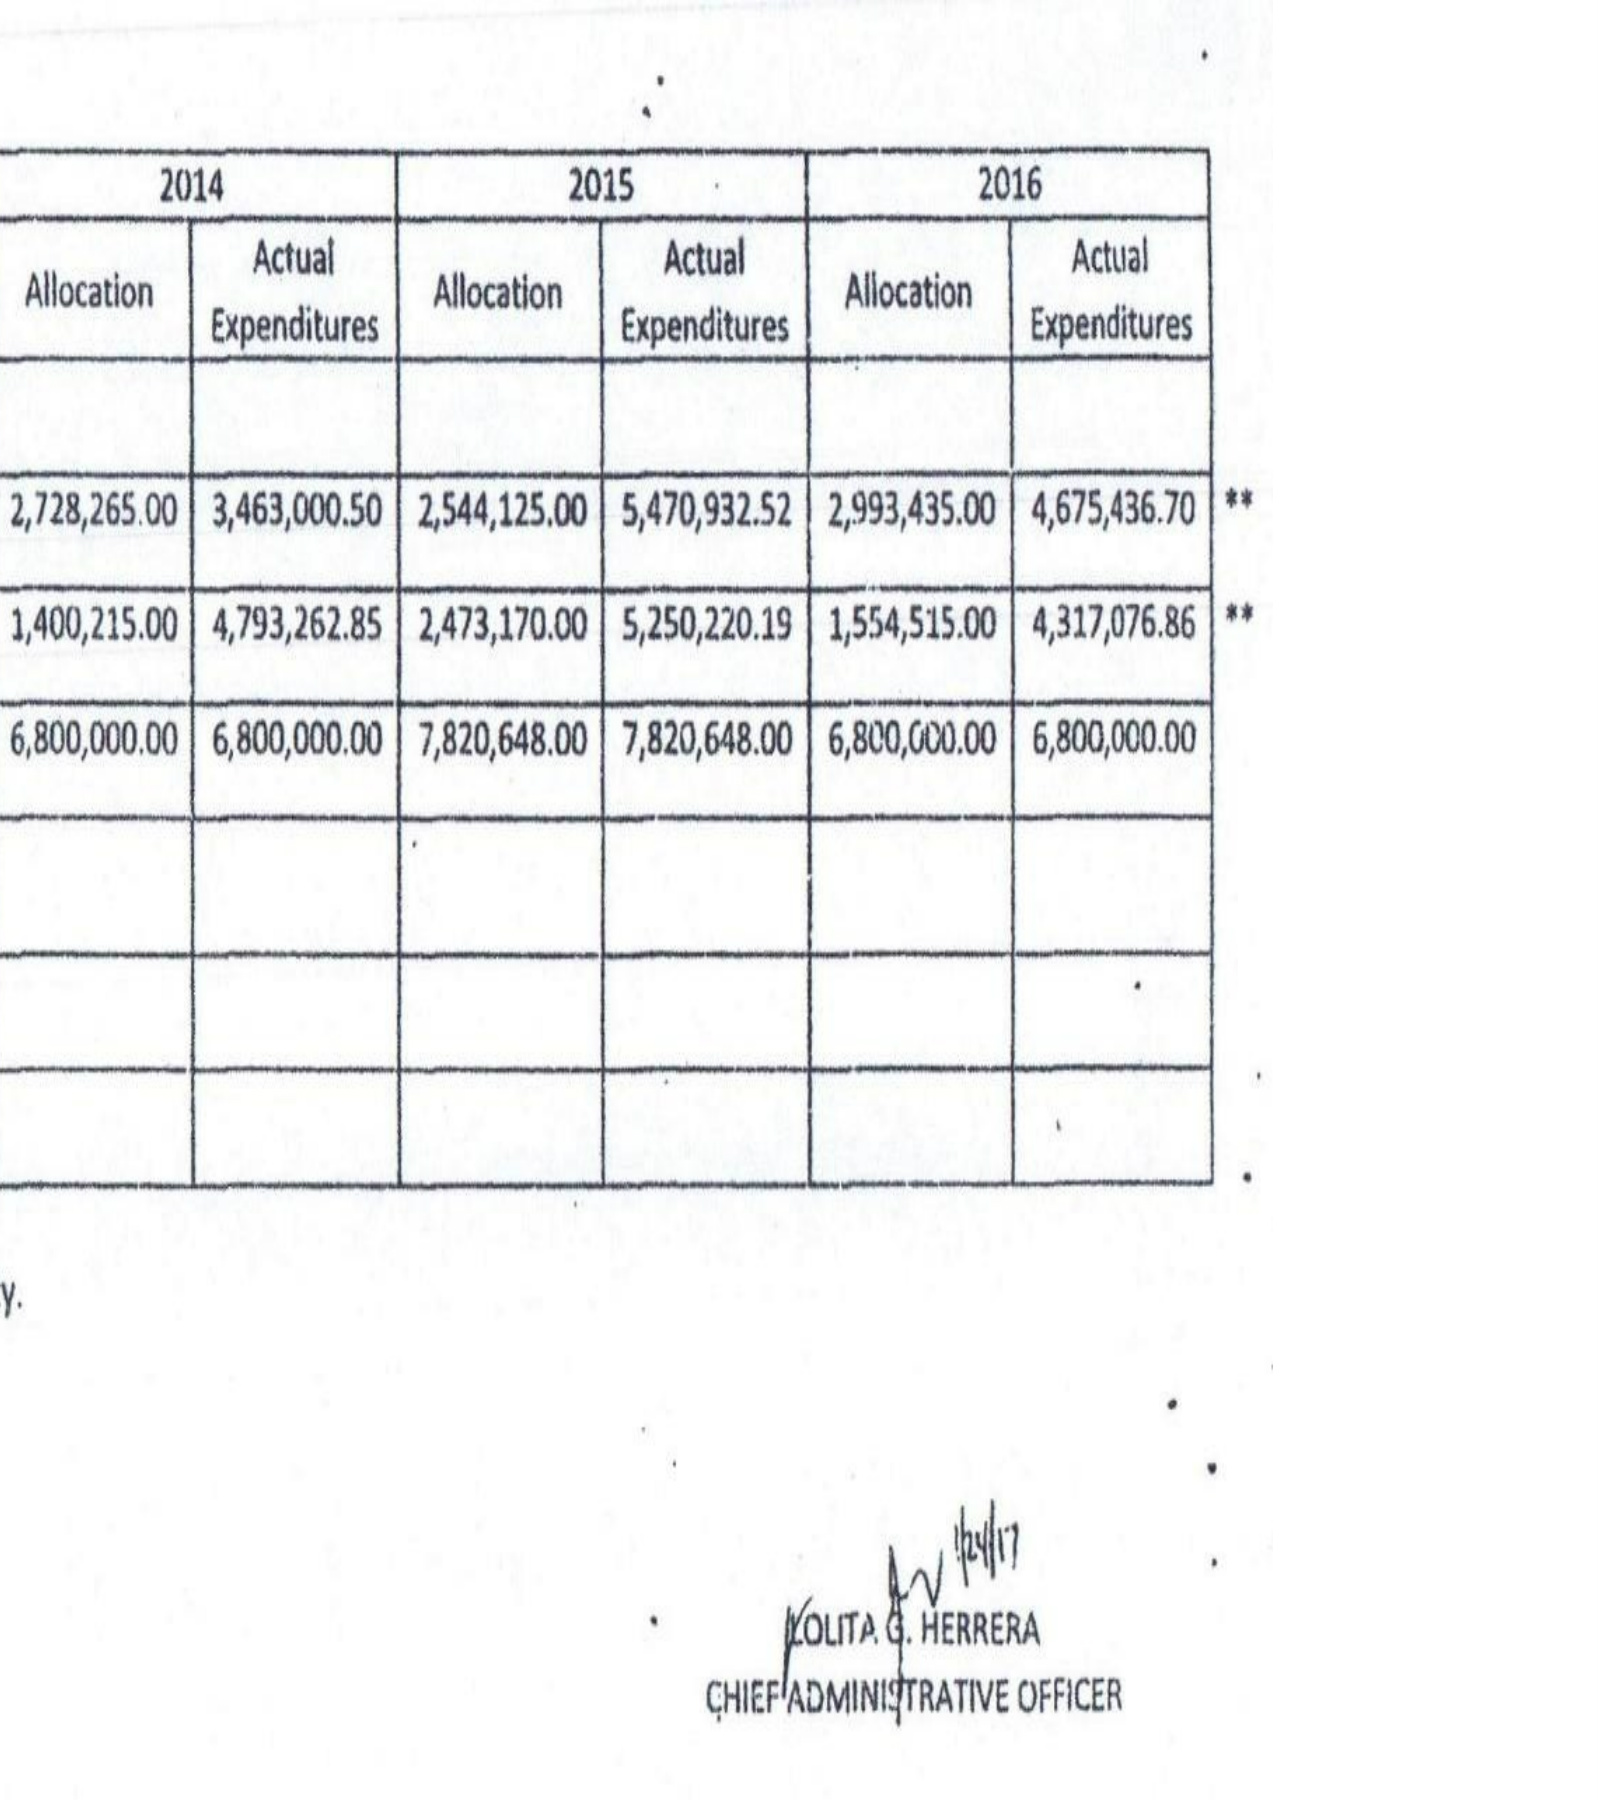 2014 2015 2016
Allocation Actual Expenditures Allocation Actual Expenditures Allocation Actual Expenditures
2,728,265.00 3,463,000.50 2,544,125.00 5,470,932.52 2,993,435.00 4,675,436.70 **
1,400,215.00 4,793,262.85 2,473,170.00 5,250,220.19 1,554,515.00 4,317,076.86 **
6,800,000.00 6,800,000.00 7,820,648.00 7,820,648.00 6,800,000.00 6,800,000.00
y.
1/24/17
LOLITA G. HERRERA
CHIEF ADMINISTRATIVE OFFICER